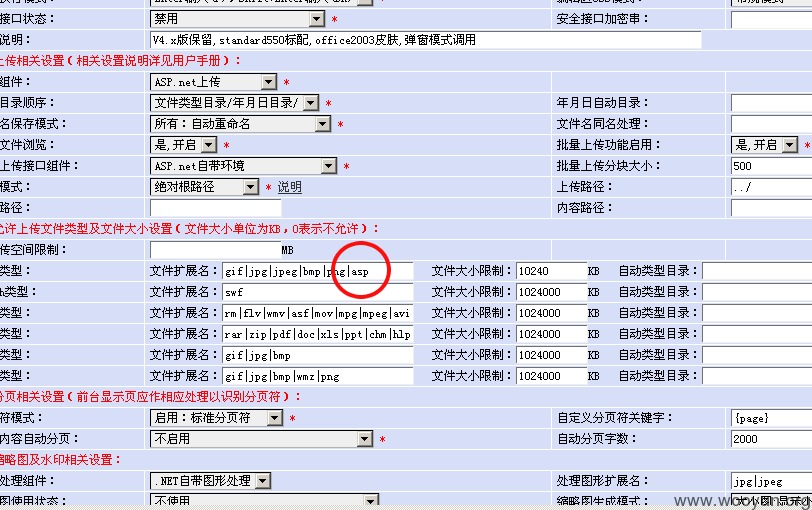 接口状态： 禁用 * 安全接口加密串：
说明： V4.x版保留,standard550标配,office2003皮肤,弹窗模式调用
上传相关设置(相关设置说明详见用户手册)：
组件： ASP.net上传 *
目录顺序： 文件类型目录/年月日目录/ * 年月日自动目录：
名保存模式： 所有：自动重命名 * 文件名同名处理：
文件浏览： 是,开启 * 批量上传功能启用： 是,开启 *
上传接口组件： ASP.net自带环境 * 批量上传分块大小： 500
模式： 绝对根路径 * 说明 上传路径： ../
路径： 内容路径：
允许上传文件类型及文件大小设置(文件大小单位为KB，0表示不允许)：
传空间限制： MB
类型： 文件扩展名： gif|jpg|jpeg|bmp|png|asp 文件大小限制： 10240 KB 自动类型目录：
h类型： 文件扩展名： swf 文件大小限制： 1024000 KB 自动类型目录：
类型： 文件扩展名： rm|flv|wmv|asf|mov|mpg|mpeg|avi 文件大小限制： 1024000 KB 自动类型目录：
类型： 文件扩展名： rar|zip|pdf|doc|xls|ppt|chm|hlp 文件大小限制： 1024000 KB 自动类型目录：
类型： 文件扩展名： gif|jpg|bmp 文件大小限制： 1024000 KB 自动类型目录：
类型： 文件扩展名： gif|jpg|bmp|wmz|png 文件大小限制： 1024000 KB 自动类型目录：
分页相关设置(前台显示页应作相应处理以识别分页符)：
符模式： 启用：标准分页符 * 自定义分页符关键字： {page}
内容自动分页： 不启用 * 自动分页字数： 2000
缩略图及水印相关设置：
处理组件： .NET自带图形处理 处理图形扩展名： jpg|jpeg
图使用状态： 不使用 缩略图生成模式：
www.wooyun.org